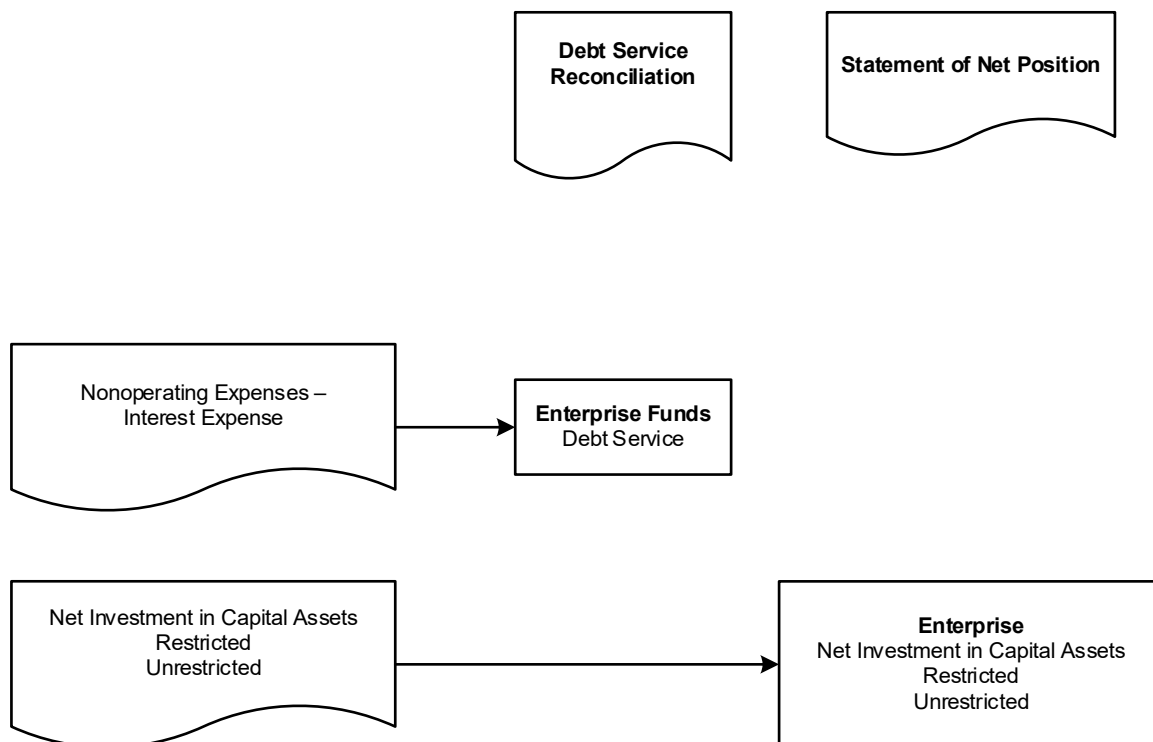 Debt Service
Reconciliation
Statement of Net Position
Nonoperating Expenses –
Interest Expense
Enterprise Funds
Debt Service
Net Investment in Capital Assets
Restricted
Unrestricted
Enterprise
Net Investment in Capital Assets
Restricted
Unrestricted